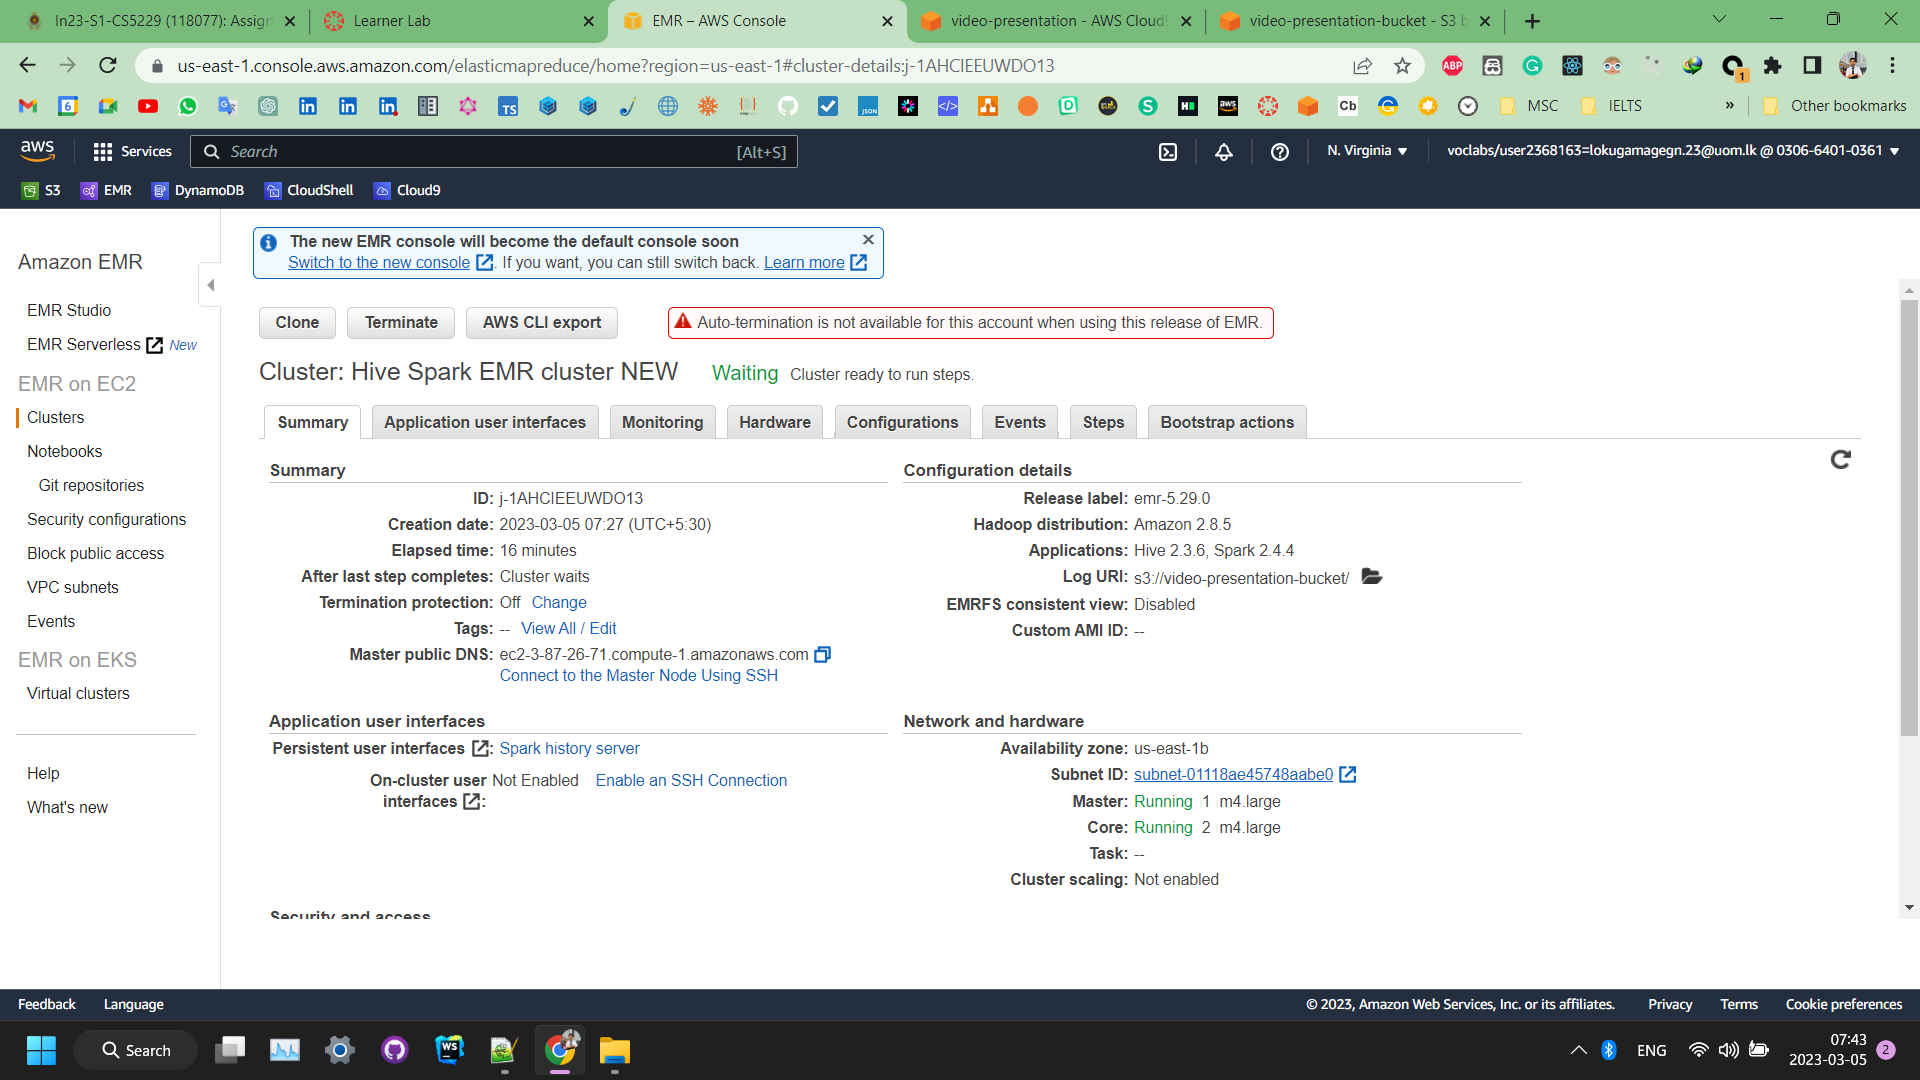 In23-S1-CS5229 (118077): Assign
Learner Lab
EMR – AWS Console
video-presentation - AWS Cloud9
video-presentation-bucket - S3 b
us-east-1.console.aws.amazon.com/elasticmapreduce/home?region=us-east-1#cluster-details:j-1AHCIEEUWDO13
MSC
IELTS
»
Other bookmarks
aws
Services
Search
[Alt+S]
N. Virginia
voclabs/user2368163=lokugamagegn.23@uom.lk @ 0306-6401-0361
S3
EMR
DynamoDB
CloudShell
Cloud9
Amazon EMR
EMR Studio
EMR Serverless New
EMR on EC2
Clusters
Notebooks
Git repositories
Security configurations
Block public access
VPC subnets
Events
EMR on EKS
Virtual clusters
Help
What's new
The new EMR console will become the default console soon
Switch to the new console . If you want, you can still switch back. Learn more
Clone
Terminate
AWS CLI export
Auto-termination is not available for this account when using this release of EMR.
Cluster: Hive Spark EMR cluster NEW Waiting Cluster ready to run steps.
Summary
Application user interfaces
Monitoring
Hardware
Configurations
Events
Steps
Bootstrap actions
Summary
ID: j-1AHCIEEUWDO13
Creation date: 2023-03-05 07:27 (UTC+5:30)
Elapsed time: 16 minutes
After last step completes: Cluster waits
Termination protection: Off Change
Tags: -- View All / Edit
Master public DNS: ec2-3-87-26-71.compute-1.amazonaws.com
Connect to the Master Node Using SSH
Configuration details
Release label: emr-5.29.0
Hadoop distribution: Amazon 2.8.5
Applications: Hive 2.3.6, Spark 2.4.4
Log URI: s3://video-presentation-bucket/
EMRFS consistent view: Disabled
Custom AMI ID: --
Application user interfaces
Persistent user interfaces : Spark history server
On-cluster user Not Enabled Enable an SSH Connection
interfaces :
Network and hardware
Availability zone: us-east-1b
Subnet ID: subnet-01118ae45748aabe0
Master: Running 1 m4.large
Core: Running 2 m4.large
Task: --
Cluster scaling: Not enabled
Security and access
Feedback
Language
© 2023, Amazon Web Services, Inc. or its affiliates.
Privacy
Terms
Cookie preferences
Search
ENG
07:43
2023-03-05
2